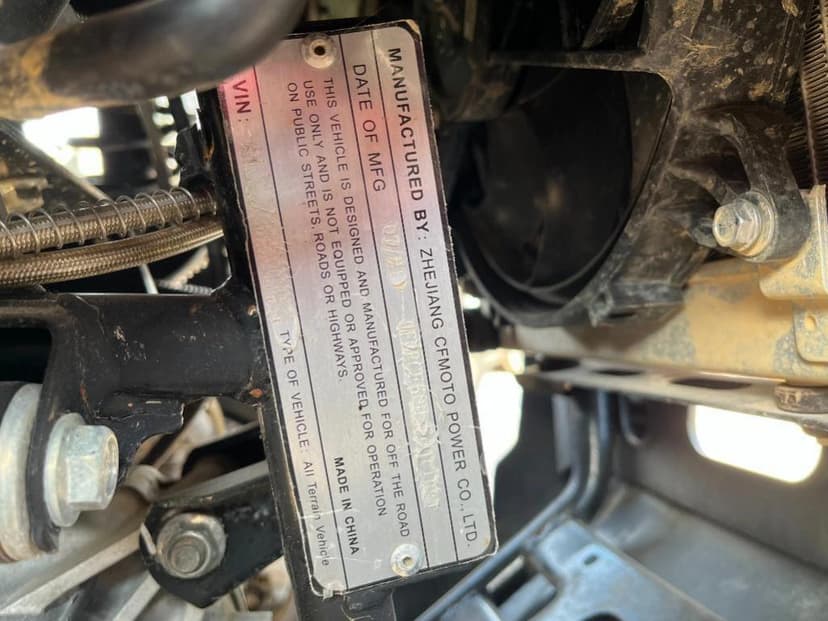 MANUFACTURED BY: ZHEJIANG CFMOTO POWER CO., LTD.
DATE OF MFG
THIS VEHICLE IS DESIGNED AND MANUFACTURED FOR OFF THE ROAD
USE ONLY AND IS NOT EQUIPPED OR APPROVED FOR OPERATION
ON PUBLIC STREETS, ROADS OR HIGHWAYS.
MADE IN CHINA
VIN:
TYPE OF VEHICLE: All Terrain Vehicle